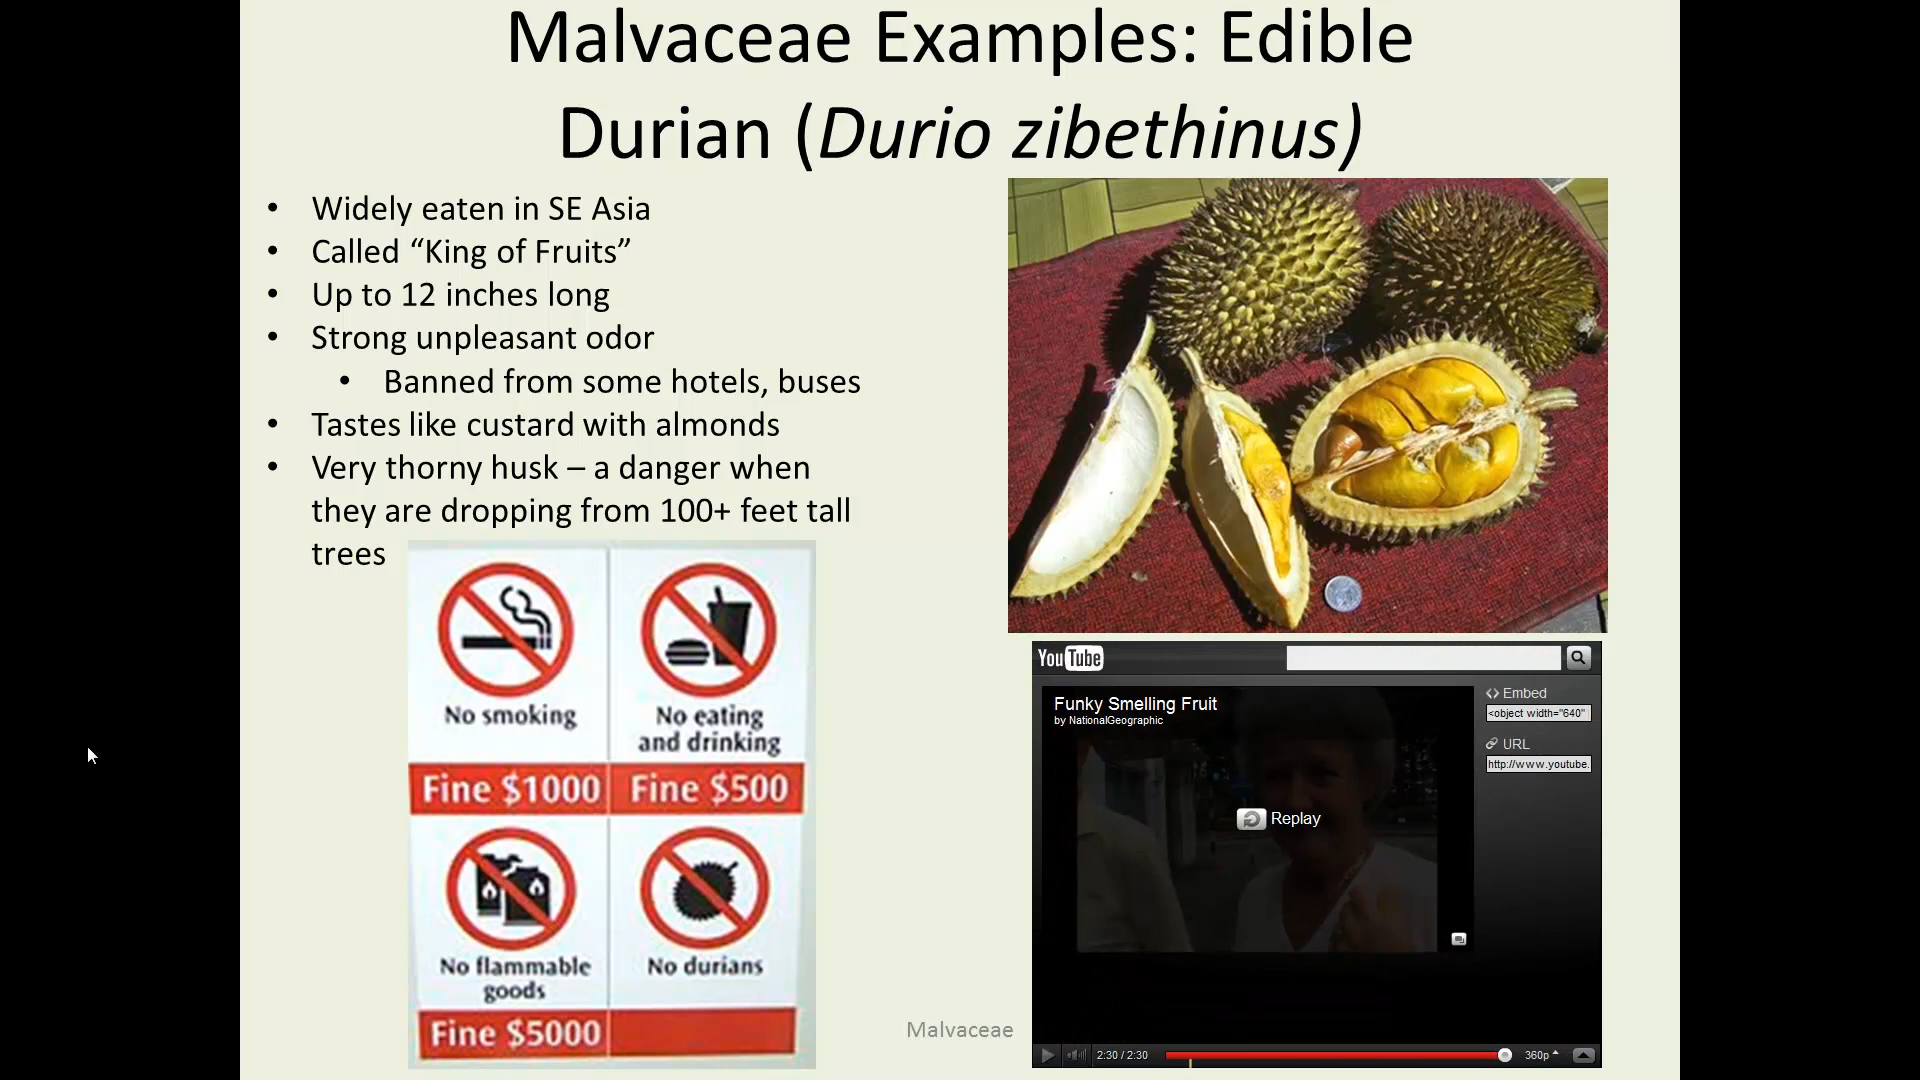 Malvaceae Examples: Edible
Durian (Durio zibethinus)
• Widely eaten in SE Asia
• Called “King of Fruits”
• Up to 12 inches long
• Strong unpleasant odor
• Banned from some hotels, buses
• Tastes like custard with almonds
• Very thorny husk – a danger when
they are dropping from 100+ feet tall
trees
No smoking
Fine $1000
No eating
and drinking
Fine $500
No flammable
goods
Fine $5000
No durians
Malvaceae
YouTube
Funky Smelling Fruit
by NationalGeographic
Replay
Embed
<object width="640"
URL
http://www.youtube.
2:30 / 2:30
360p